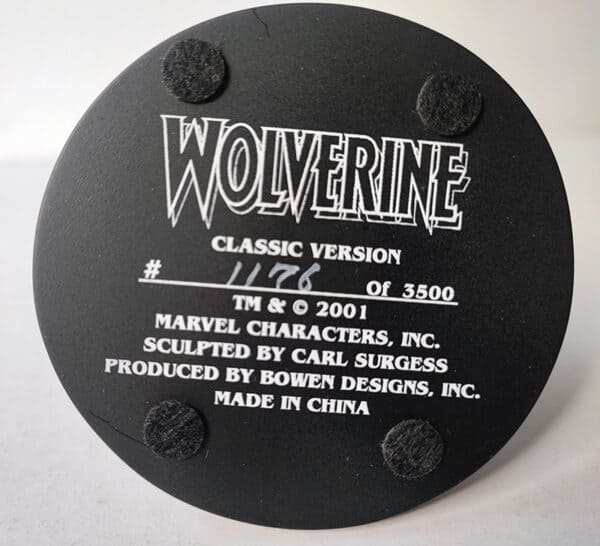 WOLVERINE
CLASSIC VERSION
# 1176 Of 3500
TM & © 2001
MARVEL CHARACTERS, INC.
SCULPTED BY CARL SURGESS
PRODUCED BY BOWEN DESIGNS, INC.
MADE IN CHINA